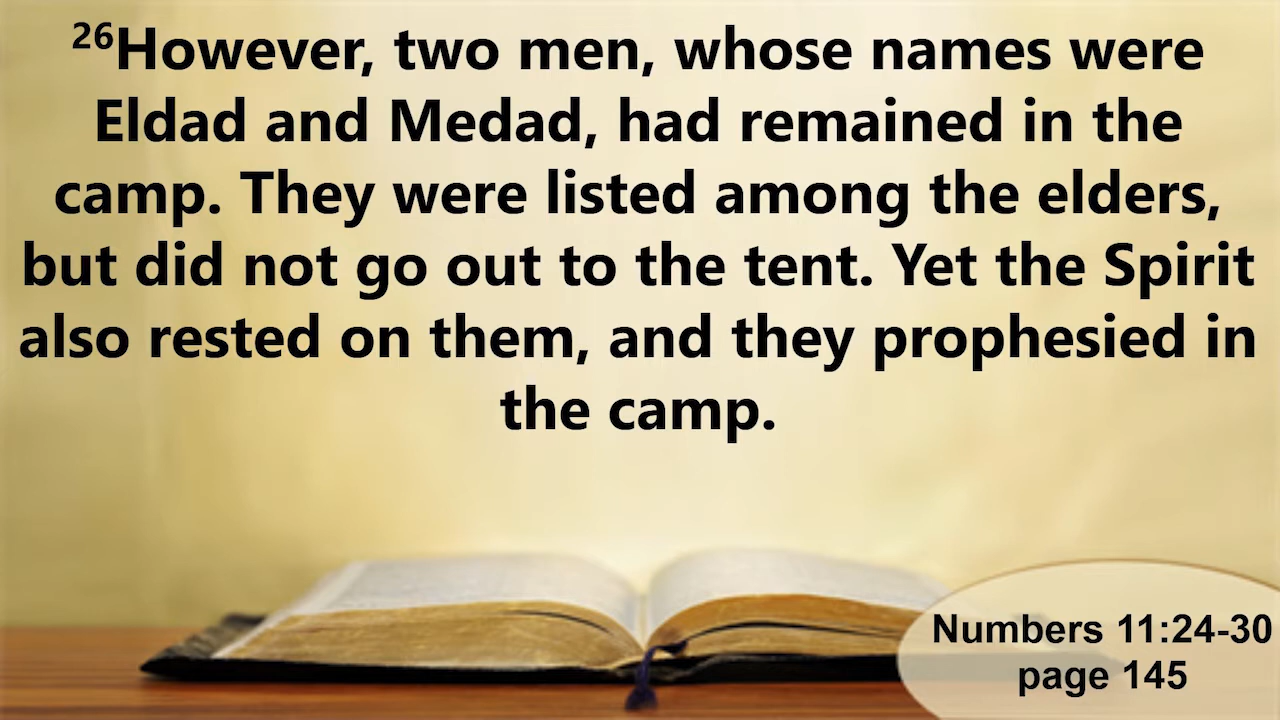 ²⁶However, two men, whose names were
Eldad and Medad, had remained in the
camp. They were listed among the elders,
but did not go out to the tent. Yet the Spirit
also rested on them, and they prophesied in
the camp.
Numbers 11:24-30
page 145